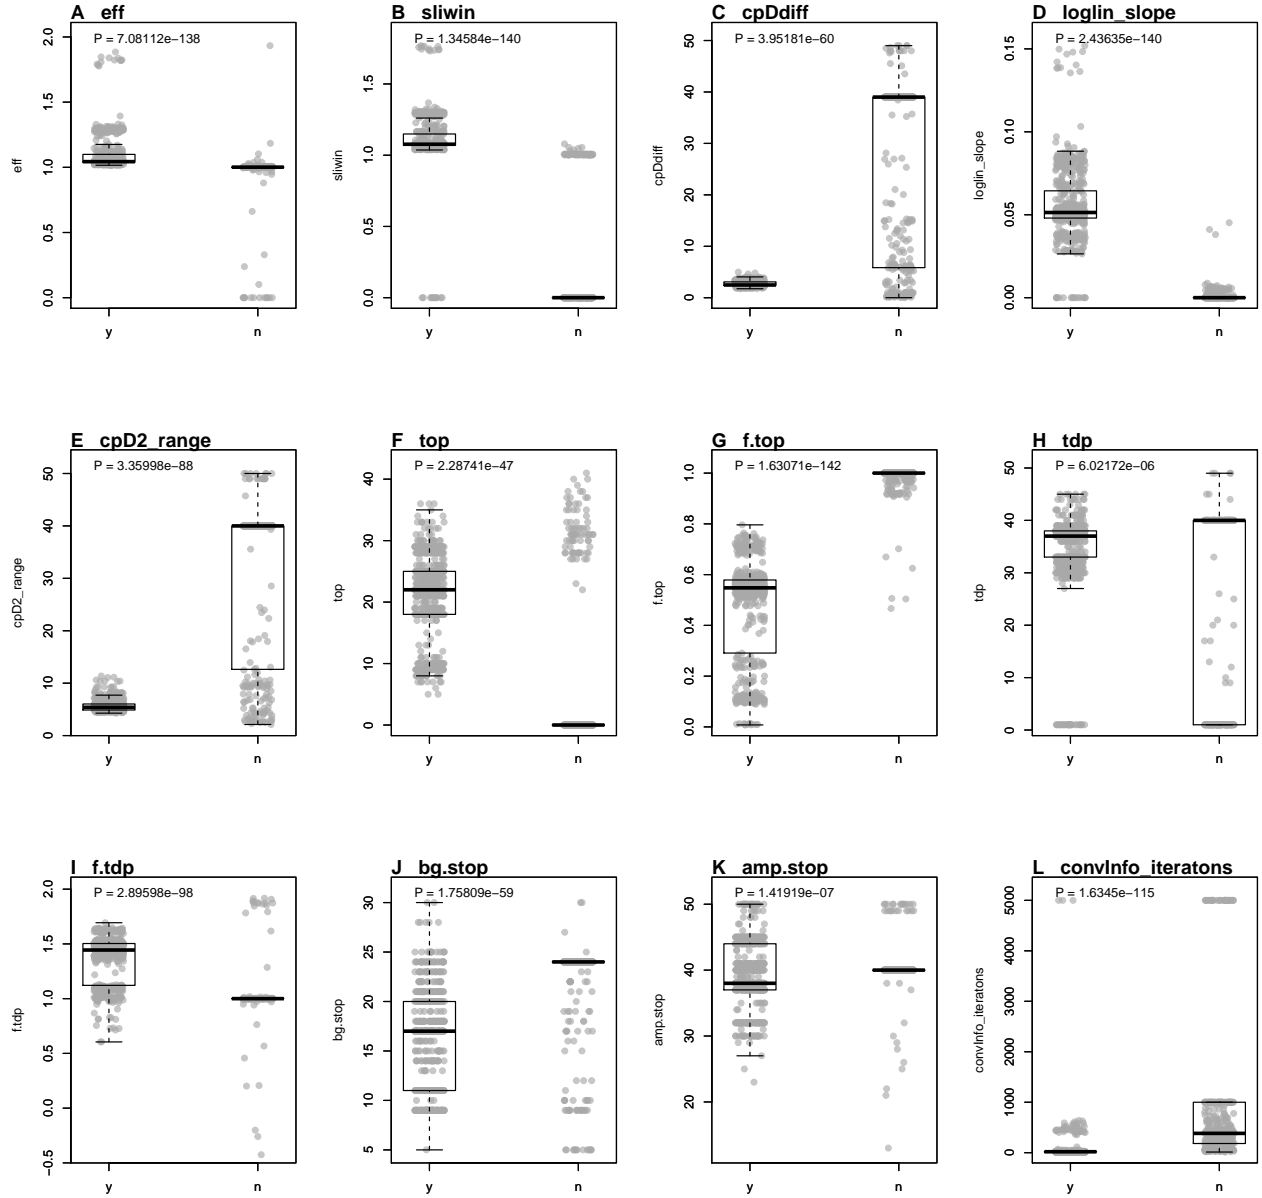 A eff
P = 7.08112e−138
2.0
1.5
1.0
0.5
0.0
eff
y n
B sliwin
P = 1.34584e−140
1.5
1.0
0.5
0.0
sliwin
y n
C cpDdiff
P = 3.95181e−60
50
40
30
20
10
0
cpDdiff
y n
D loglin_slope
P = 2.43635e−140
0.15
0.10
0.05
0.00
loglin_slope
y n
E cpD2_range
P = 3.35998e−88
50
40
30
20
10
0
cpD2_range
y n
F top
P = 2.28741e−47
40
30
20
10
0
top
y n
G f.top
P = 1.63071e−142
1.0
0.8
0.6
0.4
0.2
0.0
f.top
y n
H tdp
P = 6.02172e−06
50
40
30
20
10
0
tdp
y n
I f.tdp
P = 2.89598e−98
2.0
1.5
1.0
0.5
0.0
−0.5
f.tdp
y n
J bg.stop
P = 1.75809e−59
30
25
20
15
10
5
bg.stop
y n
K amp.stop
P = 1.41919e−07
50
40
30
20
amp.stop
y n
L convInfo_iteratons
P = 1.6345e−115
5000
4000
3000
2000
1000
0
convInfo_iteratons
y n